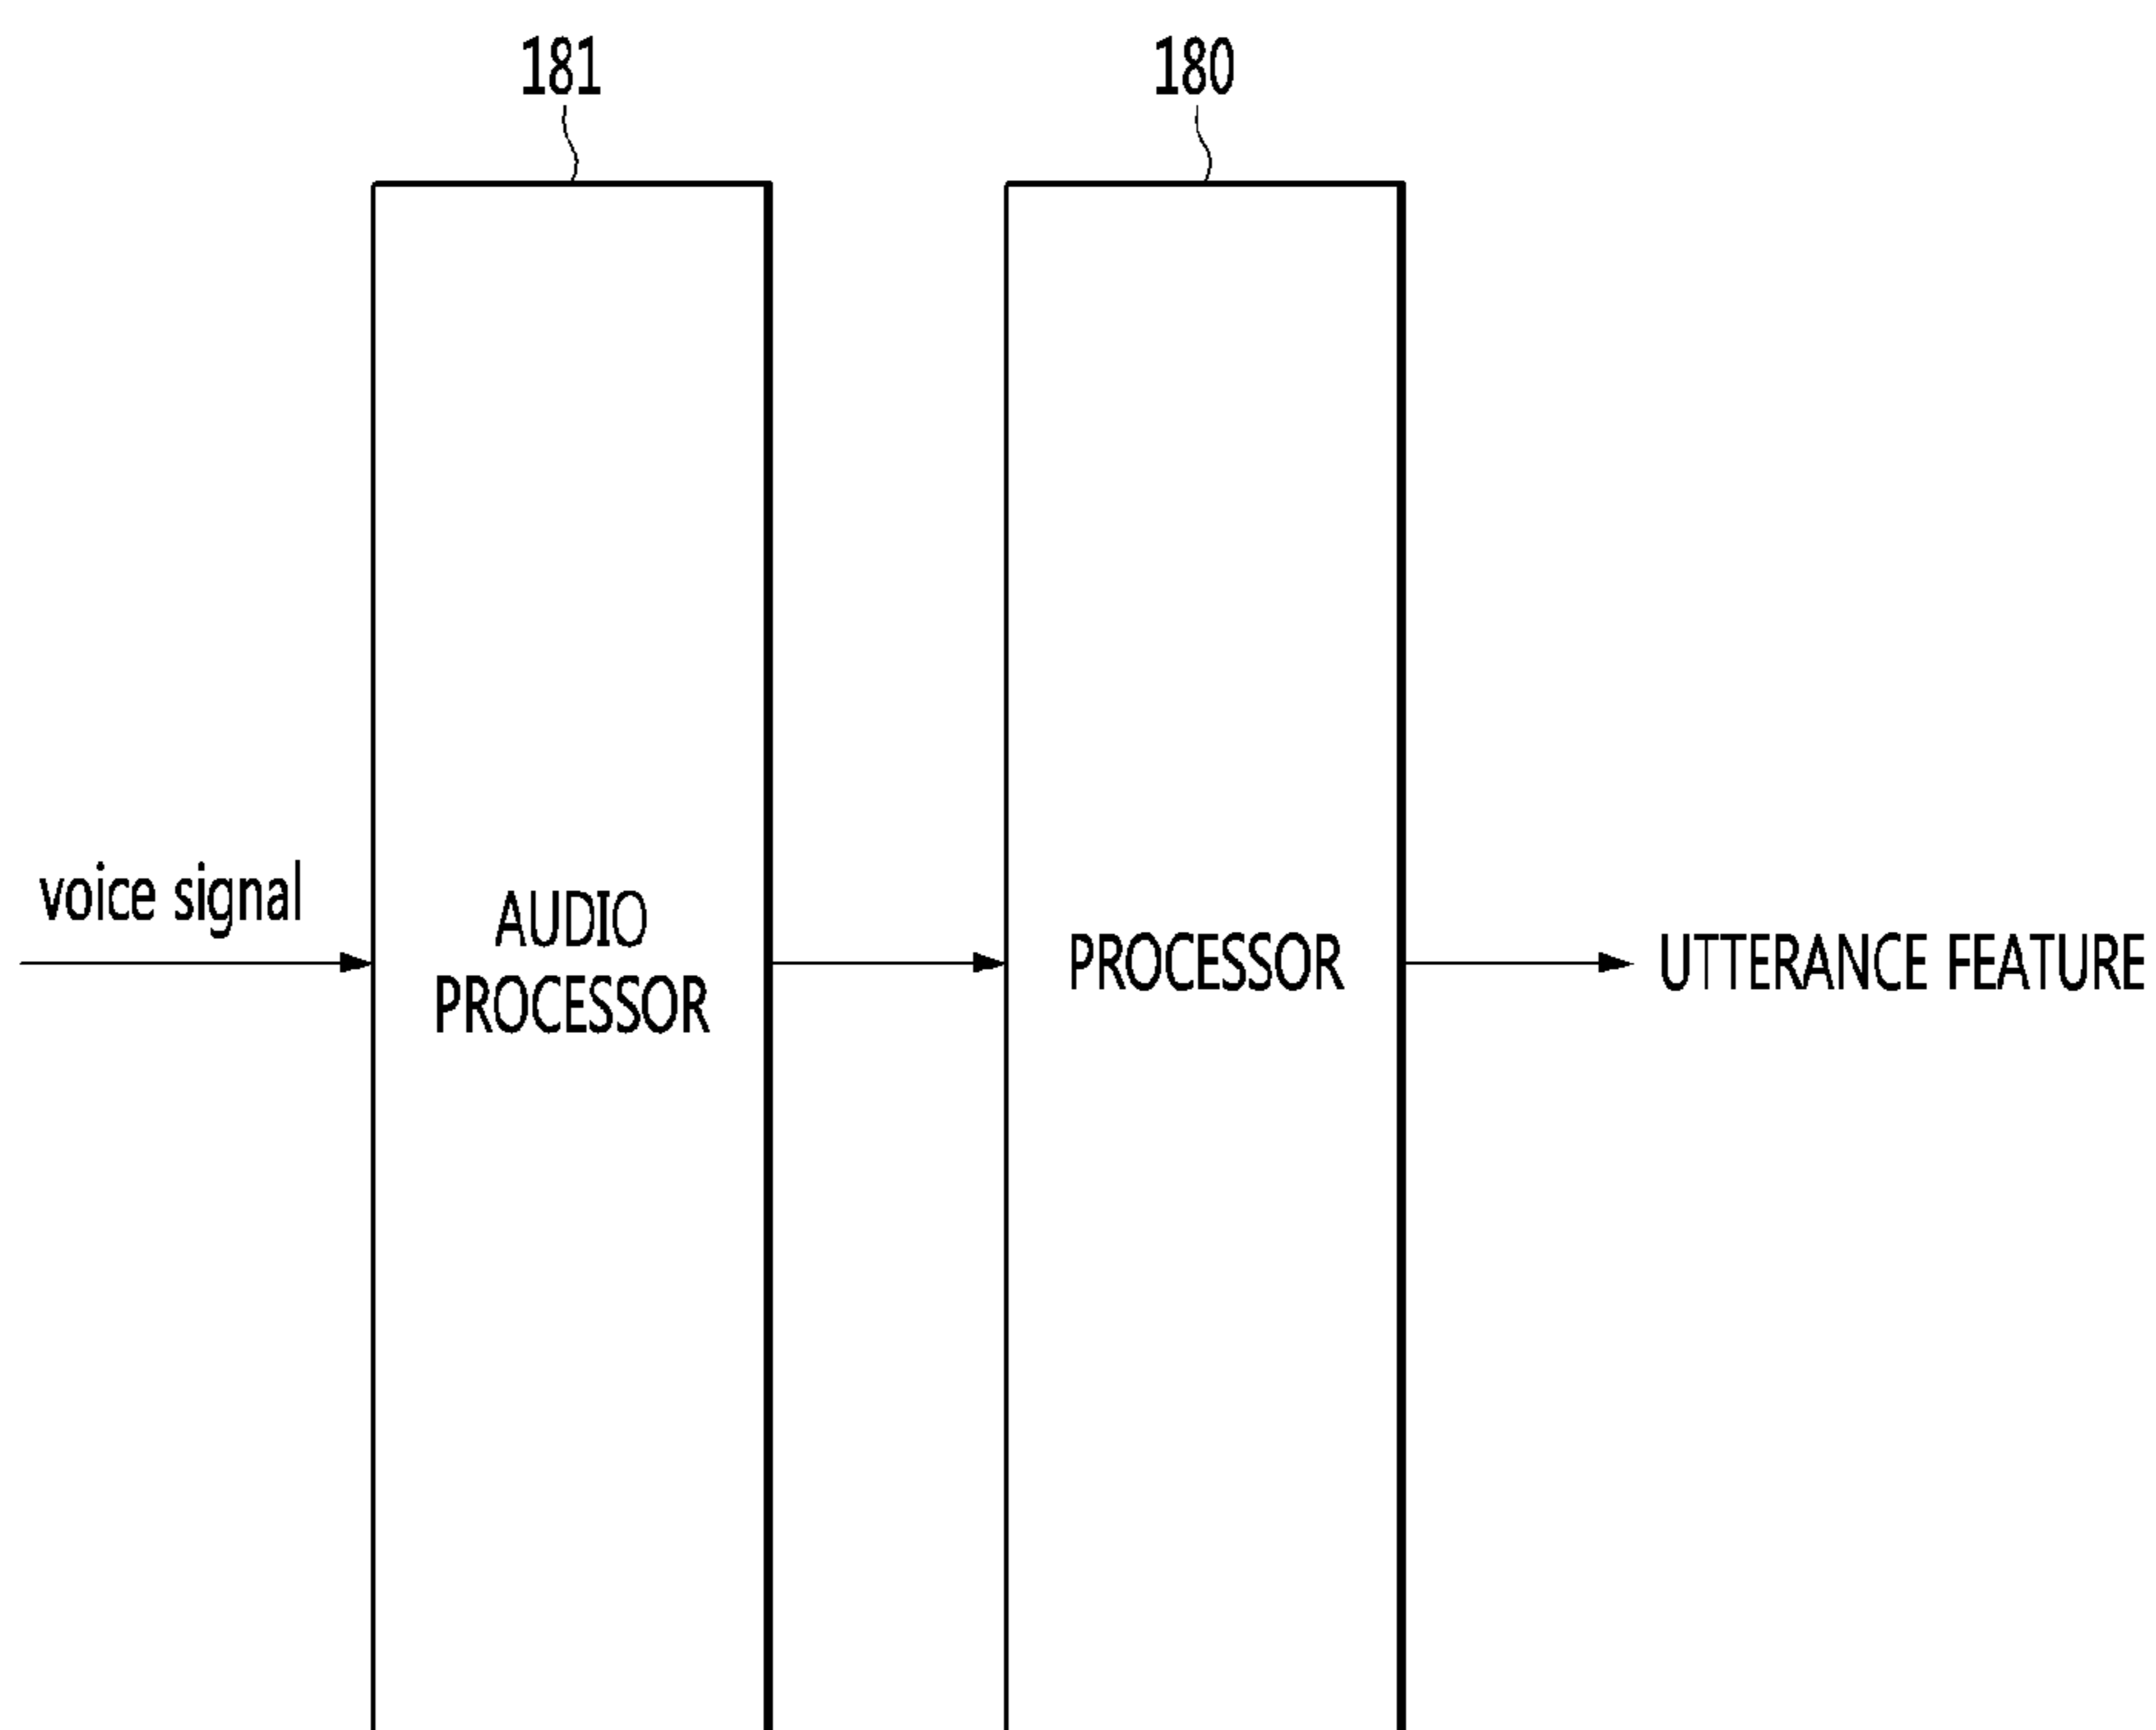 181
180
voice signal
AUDIO
PROCESSOR
PROCESSOR
UTTERANCE FEATURE